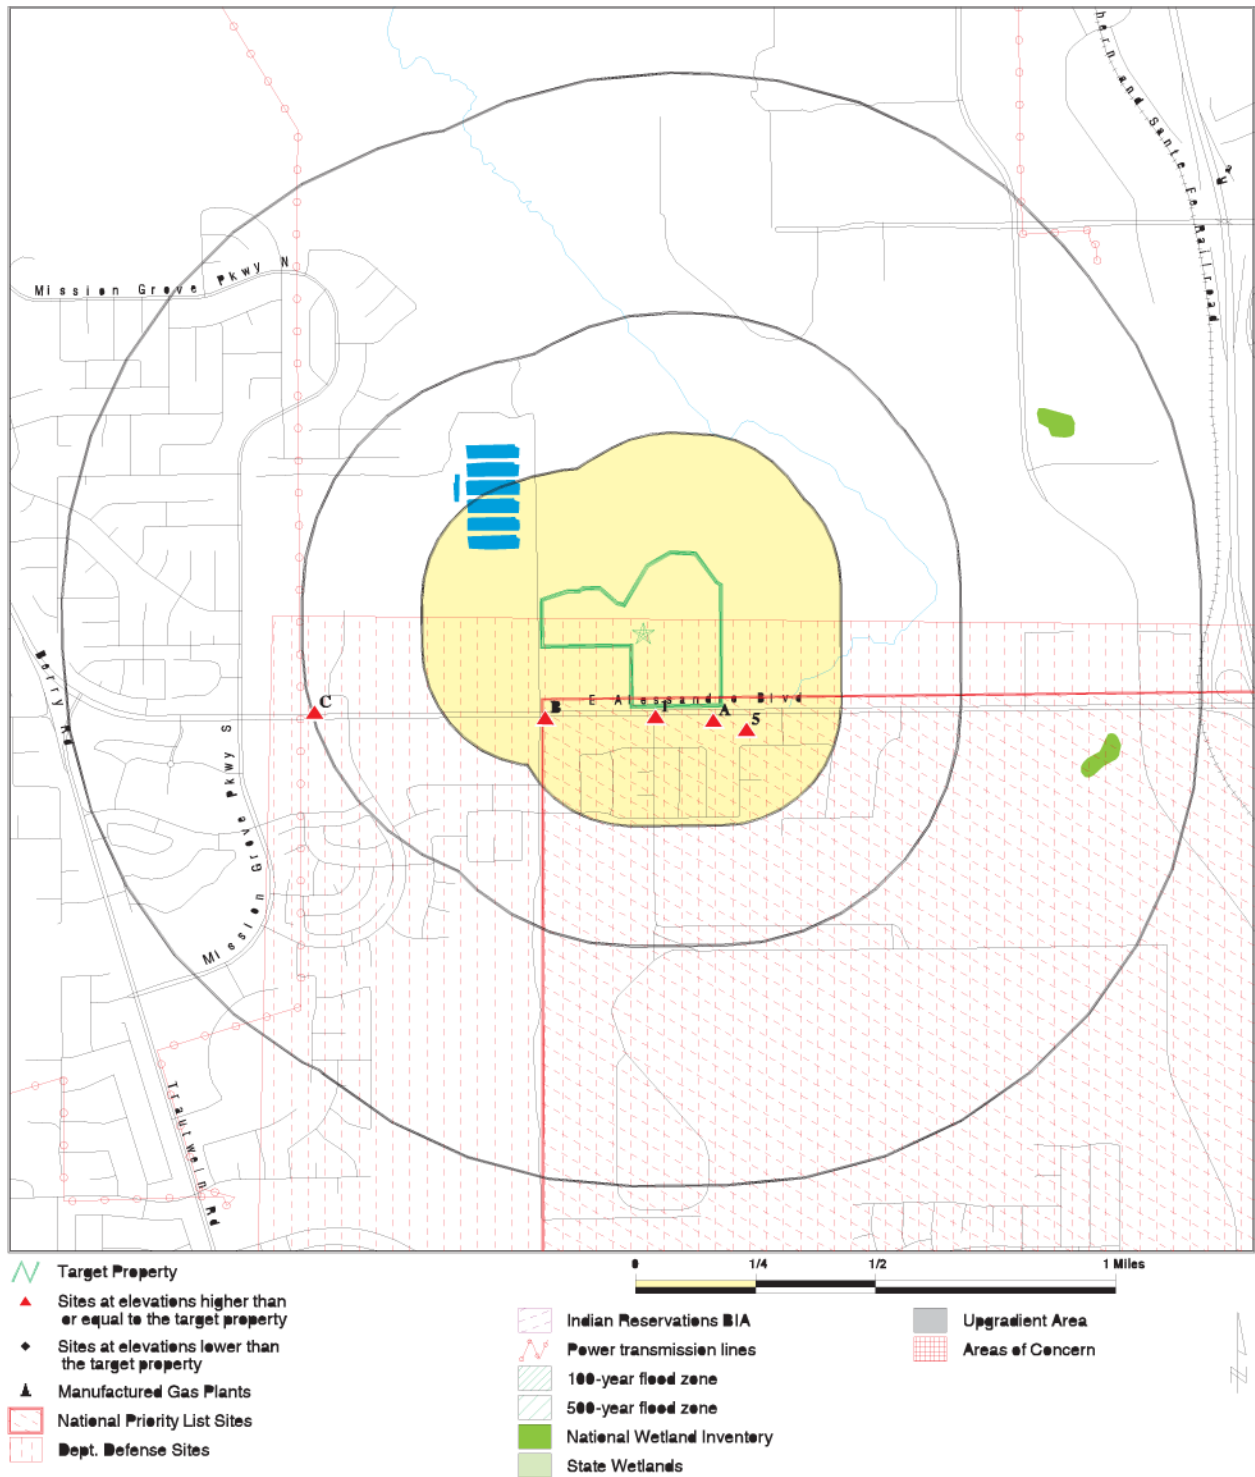 hern and Sante Fe Railroad
Way
Mission Grove Pkwy N
Berry Rd
C
B
E Alessandro Blvd
1
A
5
Mission Grove Pkwy S
Trautwein Rd
0 1/4 1/2 1 Miles
Target Property
Sites at elevations higher than
or equal to the target property
Sites at elevations lower than
the target property
Manufactured Gas Plants
National Priority List Sites
Dept. Defense Sites
Indian Reservations BIA
Power transmission lines
100-year flood zone
500-year flood zone
National Wetland Inventory
State Wetlands
Upgradient Area
Areas of Concern